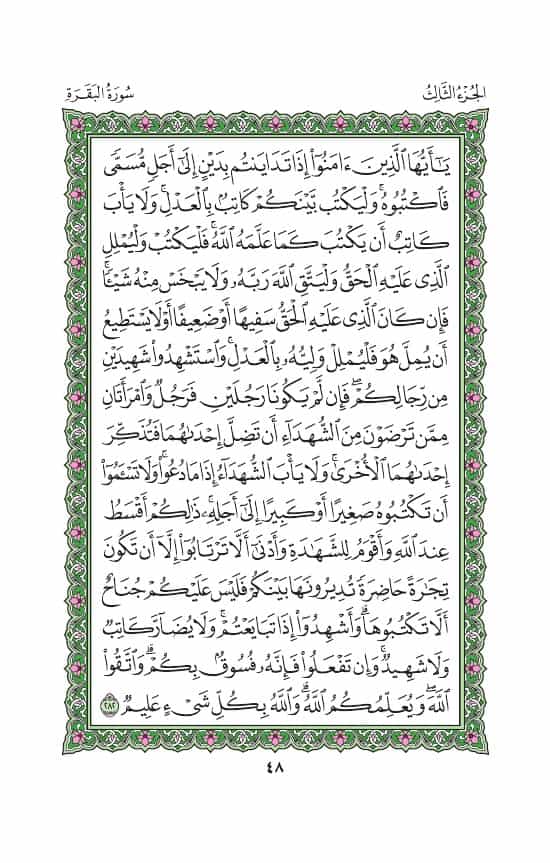 الجُزْءُ الثَّالِثُ
سُورَةُ البَقَرَةِ
يَٰٓأَيُّهَا ٱلَّذِينَ ءَامَنُوٓا۟ إِذَا تَدَايَنتُم بِدَيْنٍ إِلَىٰٓ أَجَلٍ مُّسَمًّى
فَٱكْتُبُوهُ ۚ وَلْيَكْتُب بَّيْنَكُمْ كَاتِبٌۢ بِٱلْعَدْلِ ۚ وَلَا يَأْبَ
كَاتِبٌ أَن يَكْتُبَ كَمَا عَلَّمَهُ ٱللَّهُ ۚ فَلْيَكْتُبْ وَلْيُمْلِلِ
ٱلَّذِى عَلَيْهِ ٱلْحَقُّ وَلْيَتَّقِ ٱللَّهَ رَبَّهُۥ وَلَا يَبْخَسْ مِنْهُ شَيْـًٔا ۚ
فَإِن كَانَ ٱلَّذِى عَلَيْهِ ٱلْحَقُّ سَفِيهًا أَوْ ضَعِيفًا أَوْ لَا يَسْتَطِيعُ
أَن يُمِلَّ هُوَ فَلْيُمْلِلْ وَلِيُّهُۥ بِٱلْعَدْلِ ۚ وَٱسْتَشْهِدُوا۟ شَهِيدَيْنِ
مِن رِّجَالِكُمْ ۖ فَإِن لَّمْ يَكُونَا رَجُلَيْنِ فَرَجُلٌ وَٱمْرَأَتَانِ
مِمَّن تَرْضَوْنَ مِنَ ٱلشُّهَدَآءِ أَن تَضِلَّ إِحْدَىٰهُمَا فَتُذَكِّرَ
إِحْدَىٰهُمَا ٱلْأُخْرَىٰ ۚ وَلَا يَأْبَ ٱلشُّهَدَآءُ إِذَا مَا دُعُوا۟ ۚ وَلَا تَسْـَٔمُوٓا۟
أَن تَكْتُبُوهُ صَغِيرًا أَوْ كَبِيرًا إِلَىٰٓ أَجَلِهِۦ ۚ ذَٰلِكُمْ أَقْسَطُ
عِندَ ٱللَّهِ وَأَقْوَمُ لِلشَّهَٰدَةِ وَأَدْنَىٰٓ أَلَّا تَرْتَابُوٓا۟ ۖ إِلَّآ أَن تَكُونَ
تِجَٰرَةً حَاضِرَةً تُدِيرُونَهَا بَيْنَكُمْ فَلَيْسَ عَلَيْكُمْ جُنَاحٌ
أَلَّا تَكْتُبُوهَا ۗ وَأَشْهِدُوٓا۟ إِذَا تَبَايَعْتُمْ ۚ وَلَا يُضَآرَّ كَاتِبٌ
وَلَا شَهِيدٌ ۚ وَإِن تَفْعَلُوا۟ فَإِنَّهُۥ فُسُوقٌۢ بِكُمْ ۗ وَٱتَّقُوا۟
ٱللَّهَ ۖ وَيُعَلِّمُكُمُ ٱللَّهُ ۗ وَٱللَّهُ بِكُلِّ شَىْءٍ عَلِيمٌ ٢٨٢
٤٨